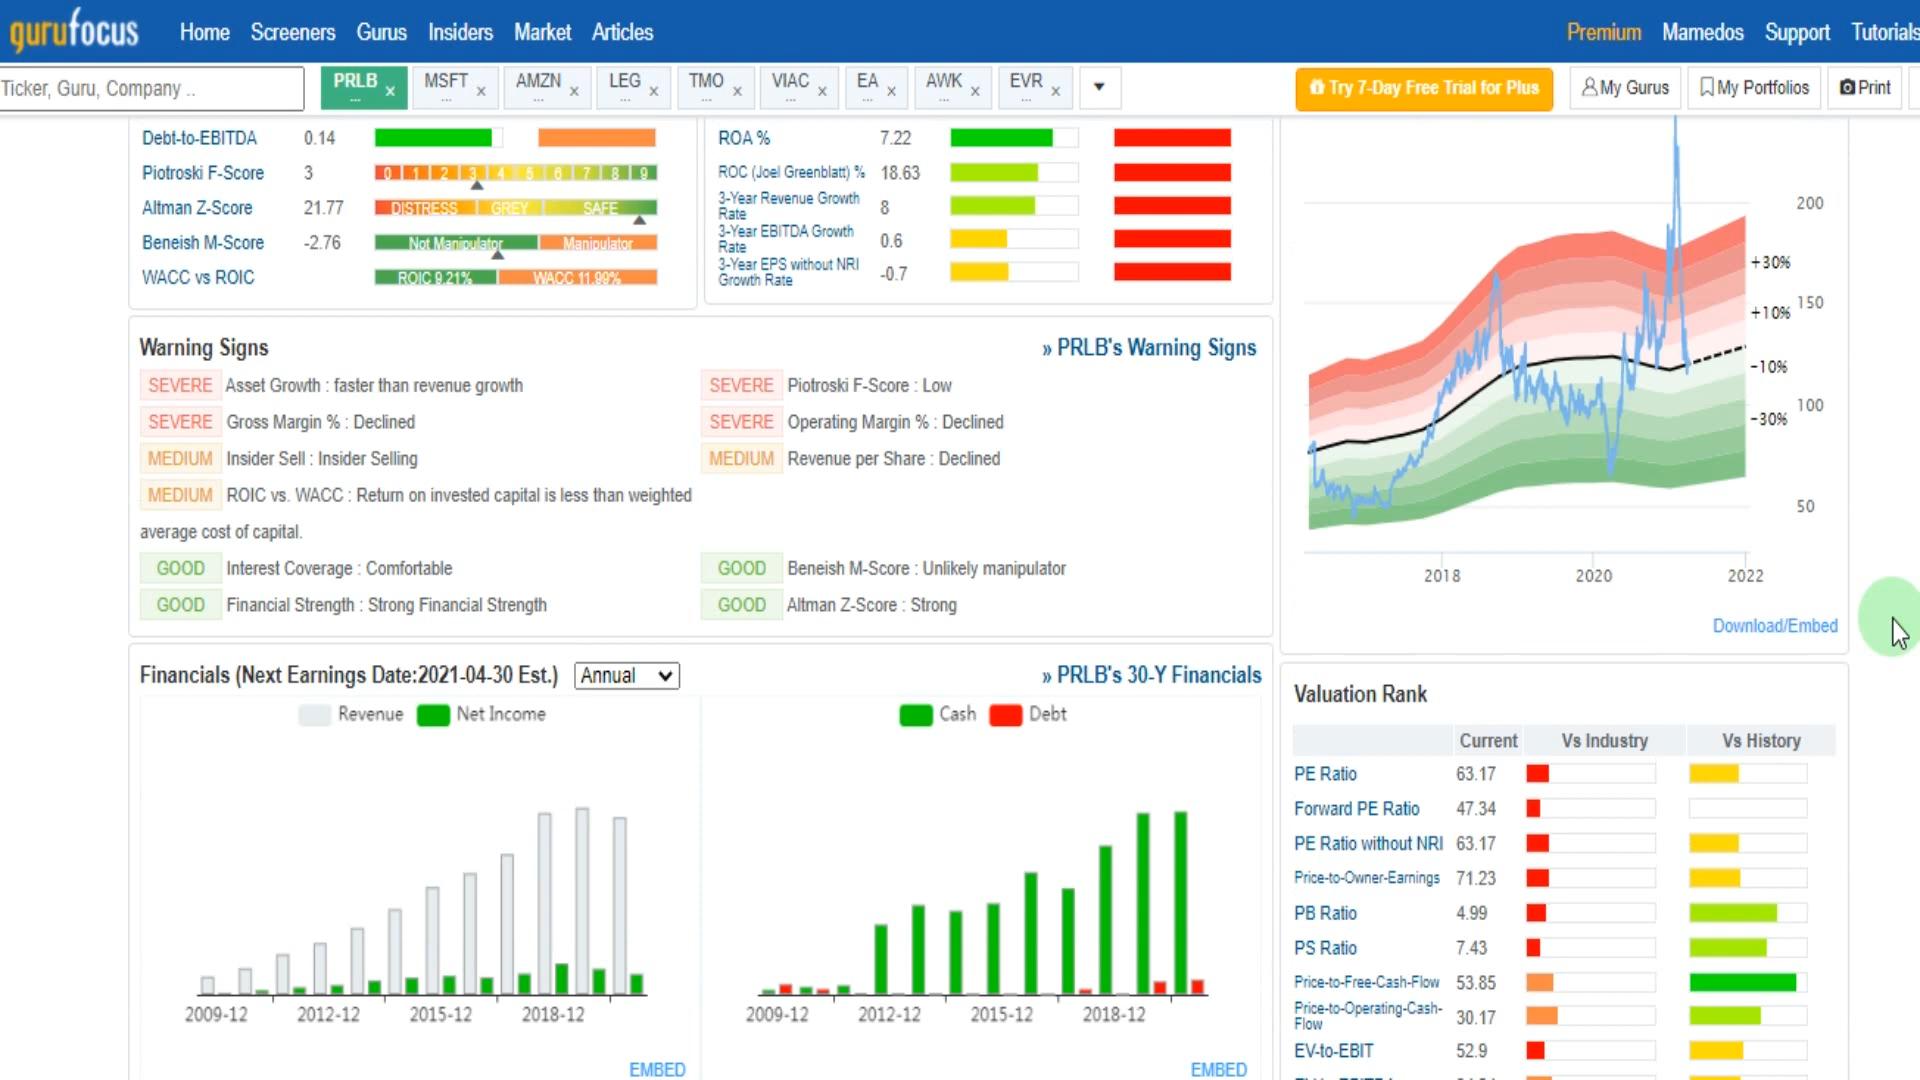 gurufocus Home Screeners Gurus Insiders Market Articles Premium Mamedos Support Tutorials
Ticker, Guru, Company .. PRLB ... × MSFT ... × AMZN ... × LEG ... × TMO ... × VIAC ... × EA ... × AWK ... × EVR ... × Try 7-Day Free Trial for Plus My Gurus My Portfolios Print
Debt-to-EBITDA 0.14
Piotroski F-Score 3 0 1 2 3 4 5 6 7 8 9
Altman Z-Score 21.77 DISTRESS GREY SAFE
Beneish M-Score -2.76 Not Manipulator Manipulator
WACC vs ROIC ROIC 9.21% WACC 11.99%
ROA % 7.22
ROC (Joel Greenblatt) % 18.63
3-Year Revenue Growth
Rate 8
3-Year EBITDA Growth
Rate 0.6
3-Year EPS without NRI
Growth Rate -0.7
Warning Signs » PRLB's Warning Signs
SEVERE Asset Growth : faster than revenue growth
SEVERE Piotroski F-Score : Low
SEVERE Gross Margin % : Declined
SEVERE Operating Margin % : Declined
MEDIUM Insider Sell : Insider Selling
MEDIUM Revenue per Share : Declined
MEDIUM ROIC vs. WACC : Return on invested capital is less than weighted
average cost of capital.
GOOD Interest Coverage : Comfortable
GOOD Beneish M-Score : Unlikely manipulator
GOOD Financial Strength : Strong Financial Strength
GOOD Altman Z-Score : Strong
200
+30%
150
+10%
-10%
100
-30%
50
2018 2020 2022
Download/Embed
Financials (Next Earnings Date:2021-04-30 Est.) Annual » PRLB's 30-Y Financials
Revenue Net Income
2009-12 2012-12 2015-12 2018-12
EMBED
Cash Debt
2009-12 2012-12 2015-12 2018-12
EMBED
Valuation Rank
Current Vs Industry Vs History
PE Ratio 63.17
Forward PE Ratio 47.34
PE Ratio without NRI 63.17
Price-to-Owner-Earnings 71.23
PB Ratio 4.99
PS Ratio 7.43
Price-to-Free-Cash-Flow 53.85
Price-to-Operating-Cash-
Flow 30.17
EV-to-EBIT 52.9